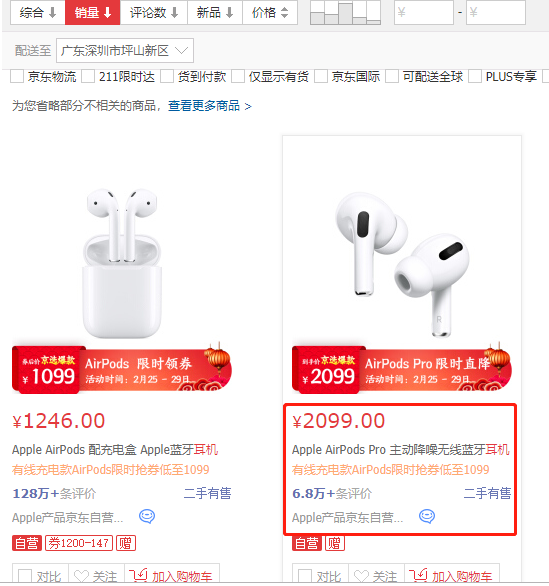 综合 销量 评论数 新品 价格 ¥ - ¥
配送至 广东深圳市坪山新区
京东物流 211限时达 货到付款 仅显示有货 京东国际 可配送全球 PLUS专享
为您省略部分不相关的商品，查看更多商品 >
券后价 京选爆款
¥1099
AirPods 限时领券
活动时间：2月25 - 29日
¥1246.00
Apple AirPods 配充电盒 Apple蓝牙耳机
有线充电款AirPods限时抢券低至1099
128万+条评价 二手有售
Apple产品京东自营...
自营 券1200-147 赠
对比 关注 加入购物车
到手价 京选爆款
¥2099
AirPods Pro 限时直降
活动时间：2月25 - 29日
¥2099.00
Apple AirPods Pro 主动降噪无线蓝牙耳机
有线充电款AirPods限时抢券低至1099
6.8万+条评价 二手有售
Apple产品京东自营...
自营 赠
对比 关注 加入购物车